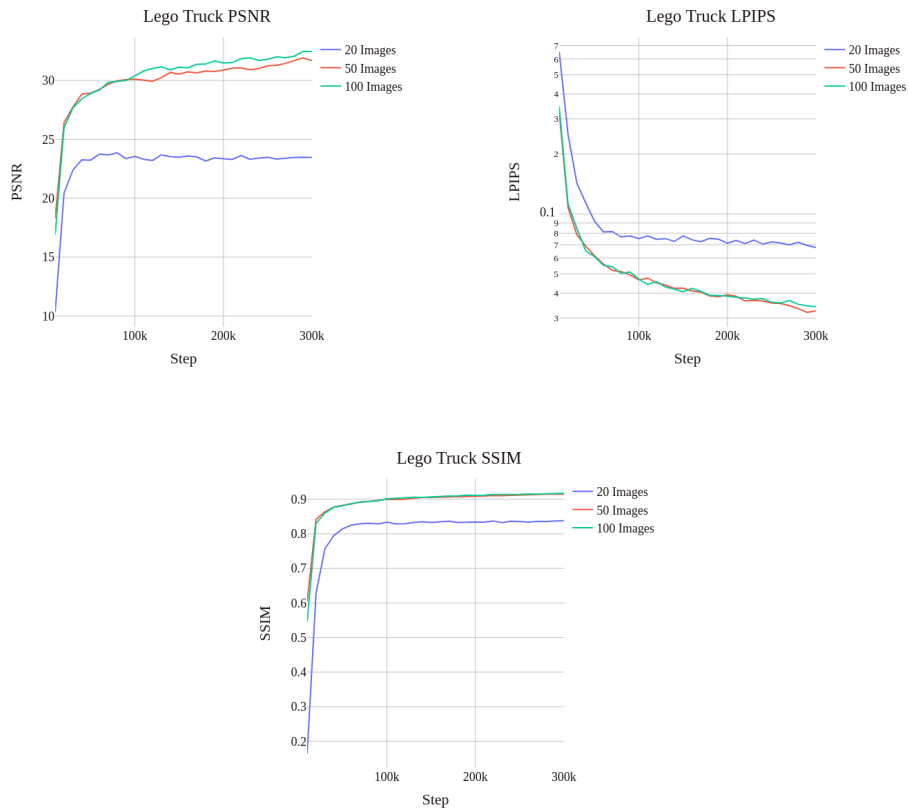 Lego Truck PSNR
20 Images
50 Images
100 Images
30
25
20
15
10
PSNR
100k
200k
300k
Step
Lego Truck LPIPS
20 Images
50 Images
100 Images
7
6
5
4
3
2
0.1
9
8
7
6
5
4
3
LPIPS
100k
200k
300k
Step
Lego Truck SSIM
20 Images
50 Images
100 Images
0.9
0.8
0.7
0.6
0.5
0.4
0.3
0.2
SSIM
100k
200k
300k
Step